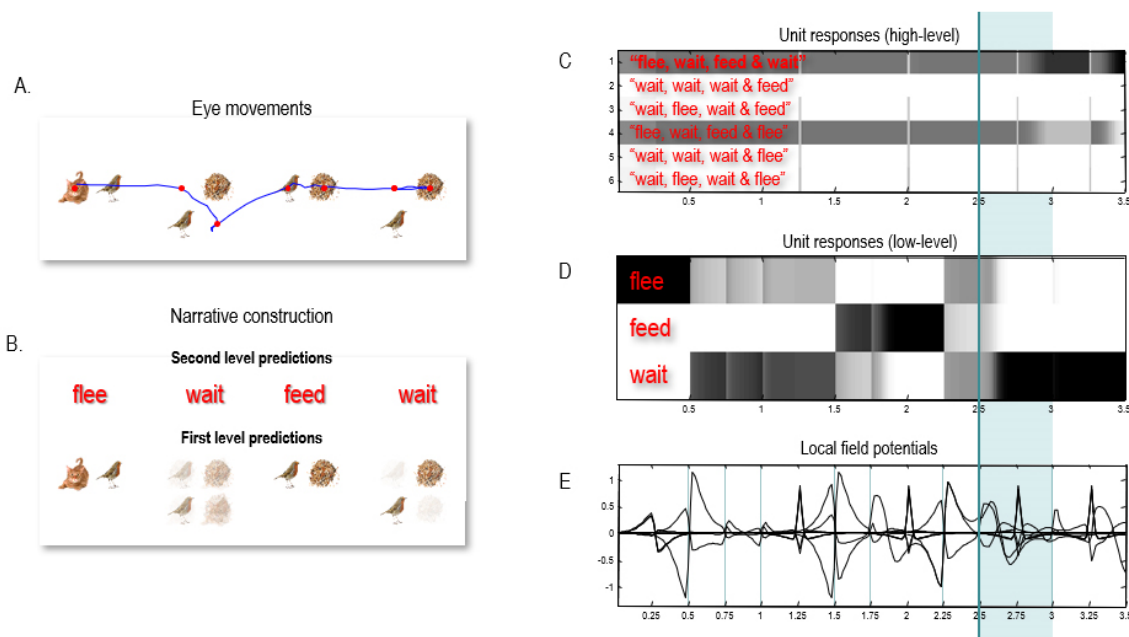 A.
Eye movements
B.
Narrative construction
Second level predictions
flee wait feed wait
First level predictions
C
Unit responses (high-level)
1 "flee, wait, feed & wait"
2 "wait, wait, wait & feed"
3 "wait, flee, wait & feed"
4 "flee, wait, feed & flee"
5 "wait, wait, wait & flee"
6 "wait, flee, wait & flee"
0.5 1 1.5 2 2.5 3 3.5
D
Unit responses (low-level)
flee
feed
wait
0.5 1 1.5 2 2.5 3 3.5
E
Local field potentials
1
0.5
0
-0.5
-1
0.25 0.5 0.75 1 1.25 1.5 1.75 2 2.25 2.5 2.75 3 3.25 3.5